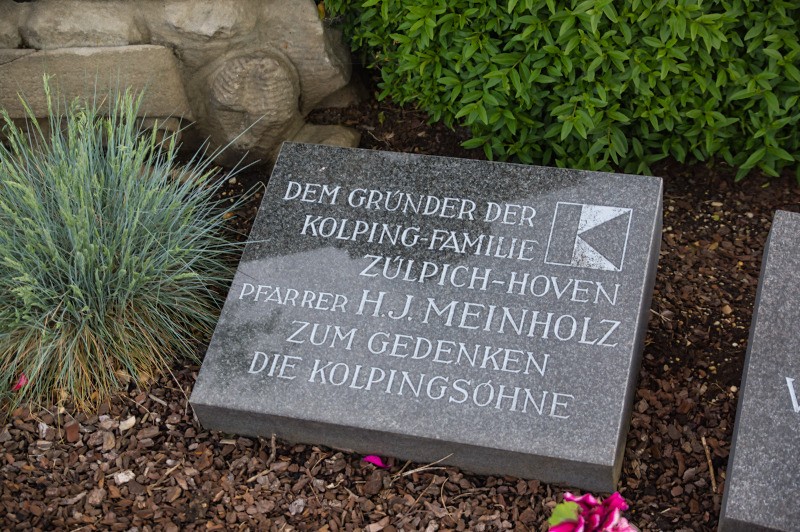 DEM GRÜNDER DER
KOLPING-FAMILIE
ZÜLPICH-HOVEN
PFARRER H.J. MEINHOLZ
ZUM GEDENKEN
DIE KOLPINGSÖHNE